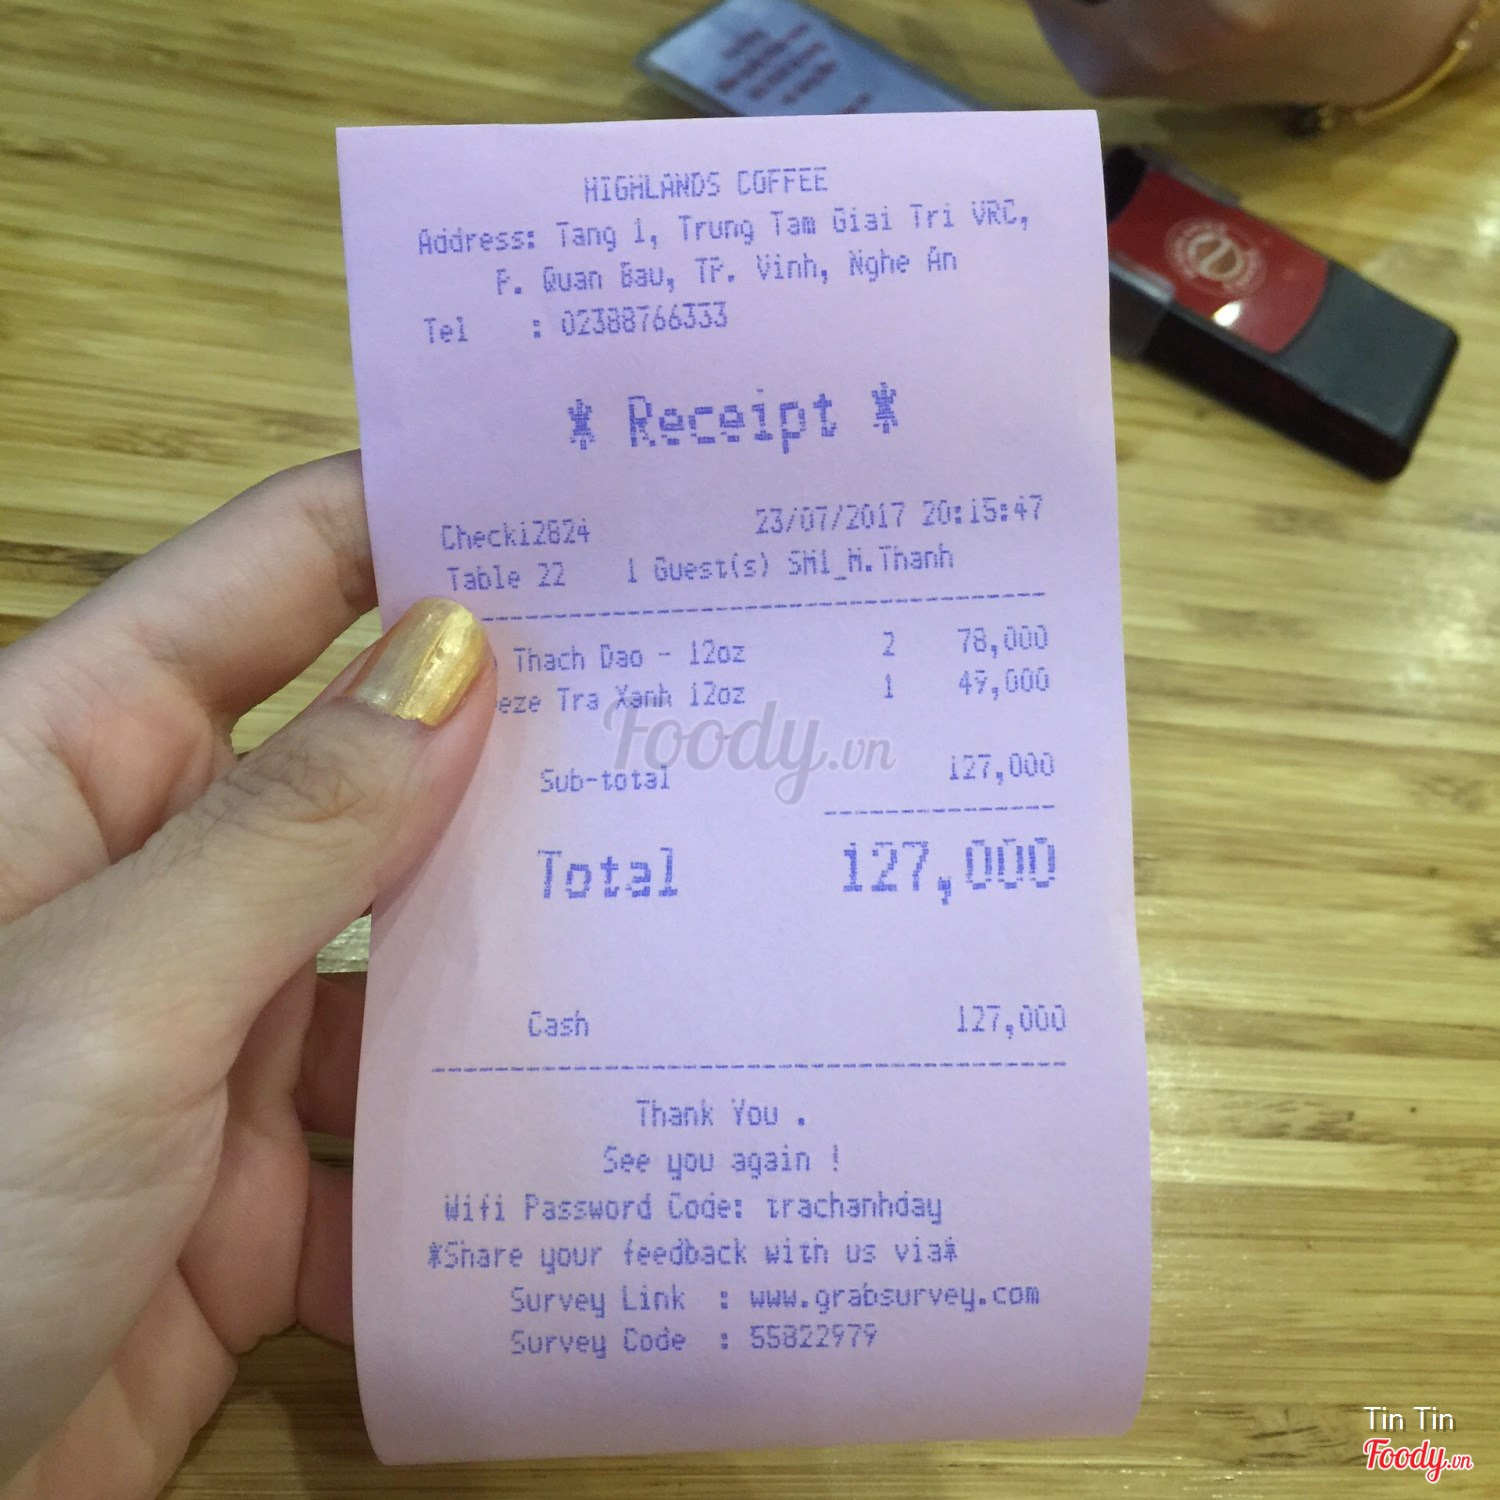 HIGHLANDS COFFEE
Address: Tang 1, Trung Tam Giai Tri VRC,
P. Quan Bau, TP. Vinh, Nghe An
Tel : 02388766333
* Receipt *
Check12824 23/07/2017 20:15:47
Table 22 1 Guest(s) SM1_M.Thanh
Thach Dao - 12oz 2 78,000
eze Tra Xanh 12oz 1 49,000
Foody.vn
Sub-total 127,000
Total 127,000
Cash 127,000
Thank You .
See you again !
Wifi Password Code: trachanhday
*Share your feedback with us via*
Survey Link : www.grabsurvey.com
Survey Code : 55822979
Tin Tin
Foody.vn